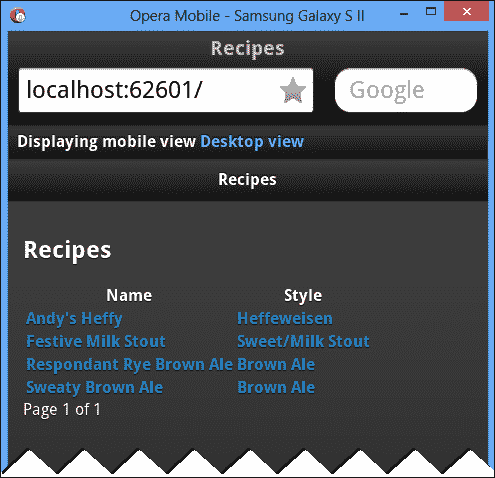 Opera Mobile - Samsung Galaxy S II
Recipes
localhost:62601/ Google
Displaying mobile view Desktop view
Recipes
Recipes
Name Style
Andy's Heffy Heffeweisen
Festive Milk Stout Sweet/Milk Stout
Respondant Rye Brown Ale Brown Ale
Sweaty Brown Ale Brown Ale
Page 1 of 1